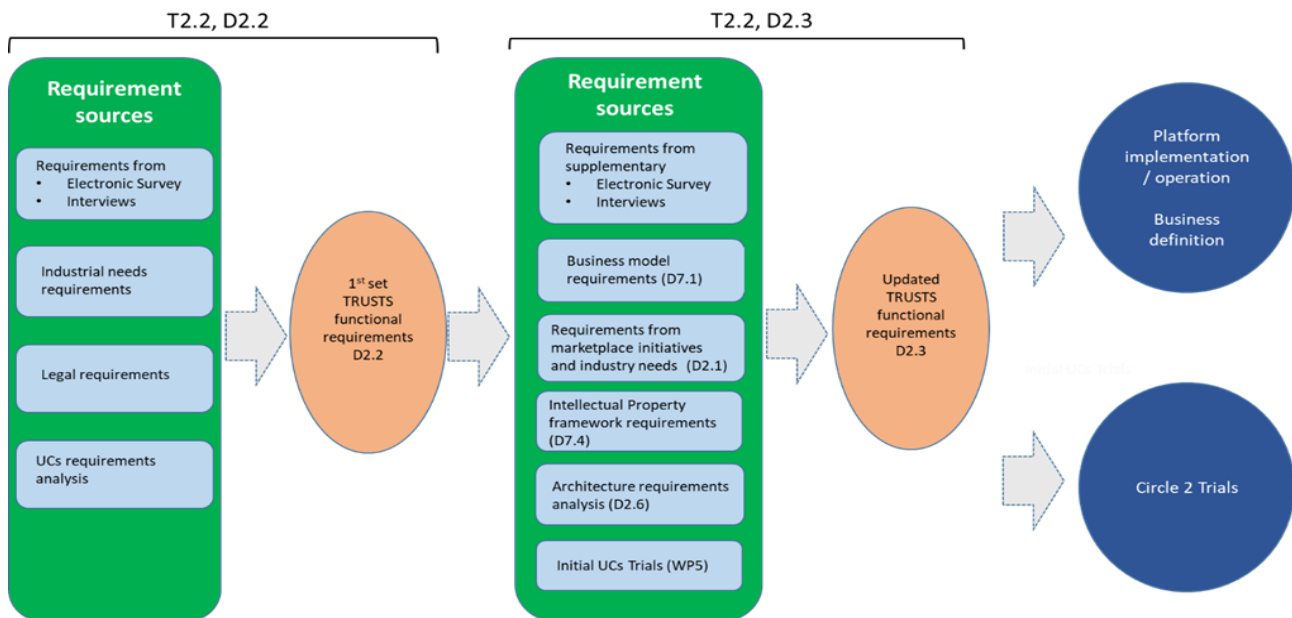 T2.2, D2.2
T2.2, D2.3
Requirement
sources
Requirements from
• Electronic Survey
• Interviews
Industrial needs
requirements
Legal requirements
UCs requirements
analysis
1st set
TRUSTS
functional
requirements
D2.2
Requirement
sources
Requirements from
supplementary
• Electronic Survey
• Interviews
Business model
requirements (D7.1)
Requirements from
marketplace initiatives
and industry needs (D2.1)
Intellectual Property
framework requirements
(D7.4)
Architecture requirements
analysis (D2.6)
Initial UCs Trials (WP5)
Updated
TRUSTS
functional
requirements
D2.3
Platform
implementation
/ operation
Business
definition
Initial UCs Trials
Circle 2 Trials